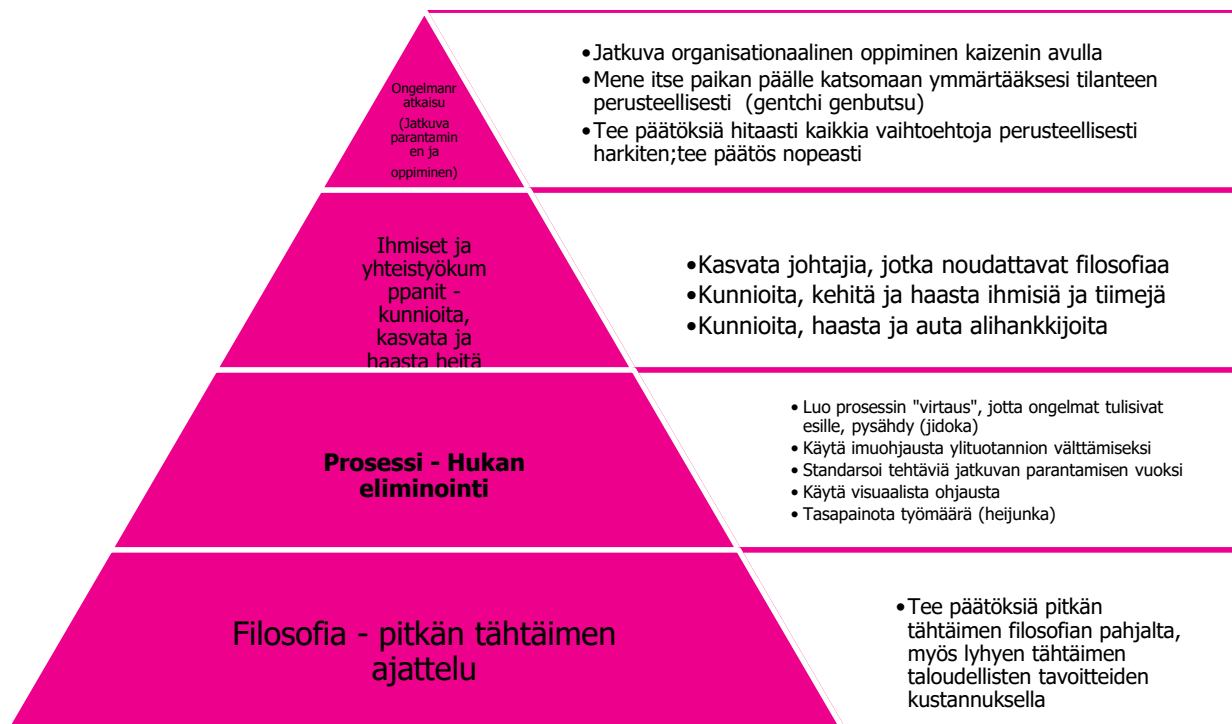 Ongelmanr
atkaisu
(Jatkuva
parantamin
en ja
oppiminen)
•Jatkuva organisationaalinen oppiminen kaizenin avulla
•Mene itse paikan päälle katsomaan ymmärtääksesi tilanteen
perusteellisesti (gentchi genbutsu)
•Tee päätöksiä hitaasti kaikkia vaihtoehtoja perusteellisesti
harkiten;tee päätös nopeasti
Ihmiset ja
yhteistyökum
ppanit -
kunnioita,
kasvata ja
haasta heitä
•Kasvata johtajia, jotka noudattavat filosofiaa
•Kunnioita, kehitä ja haasta ihmisiä ja tiimejä
•Kunnioita, haasta ja auta alihankkijoita
Prosessi - Hukan
eliminointi
• Luo prosessin "virtaus", jotta ongelmat tulisivat
esille, pysähdy (jidoka)
• Käytä imuohjausta ylituotannion välttämiseksi
• Standarsoi tehtäviä jatkuvan parantamisen vuoksi
• Käytä visuaalista ohjausta
• Tasapainota työmäärä (heijunka)
Filosofia - pitkän tähtäimen
ajattelu
•Tee päätöksiä pitkän
tähtäimen filosofian pahjalta,
myös lyhyen tähtäimen
taloudellisten tavoitteiden
kustannuksella